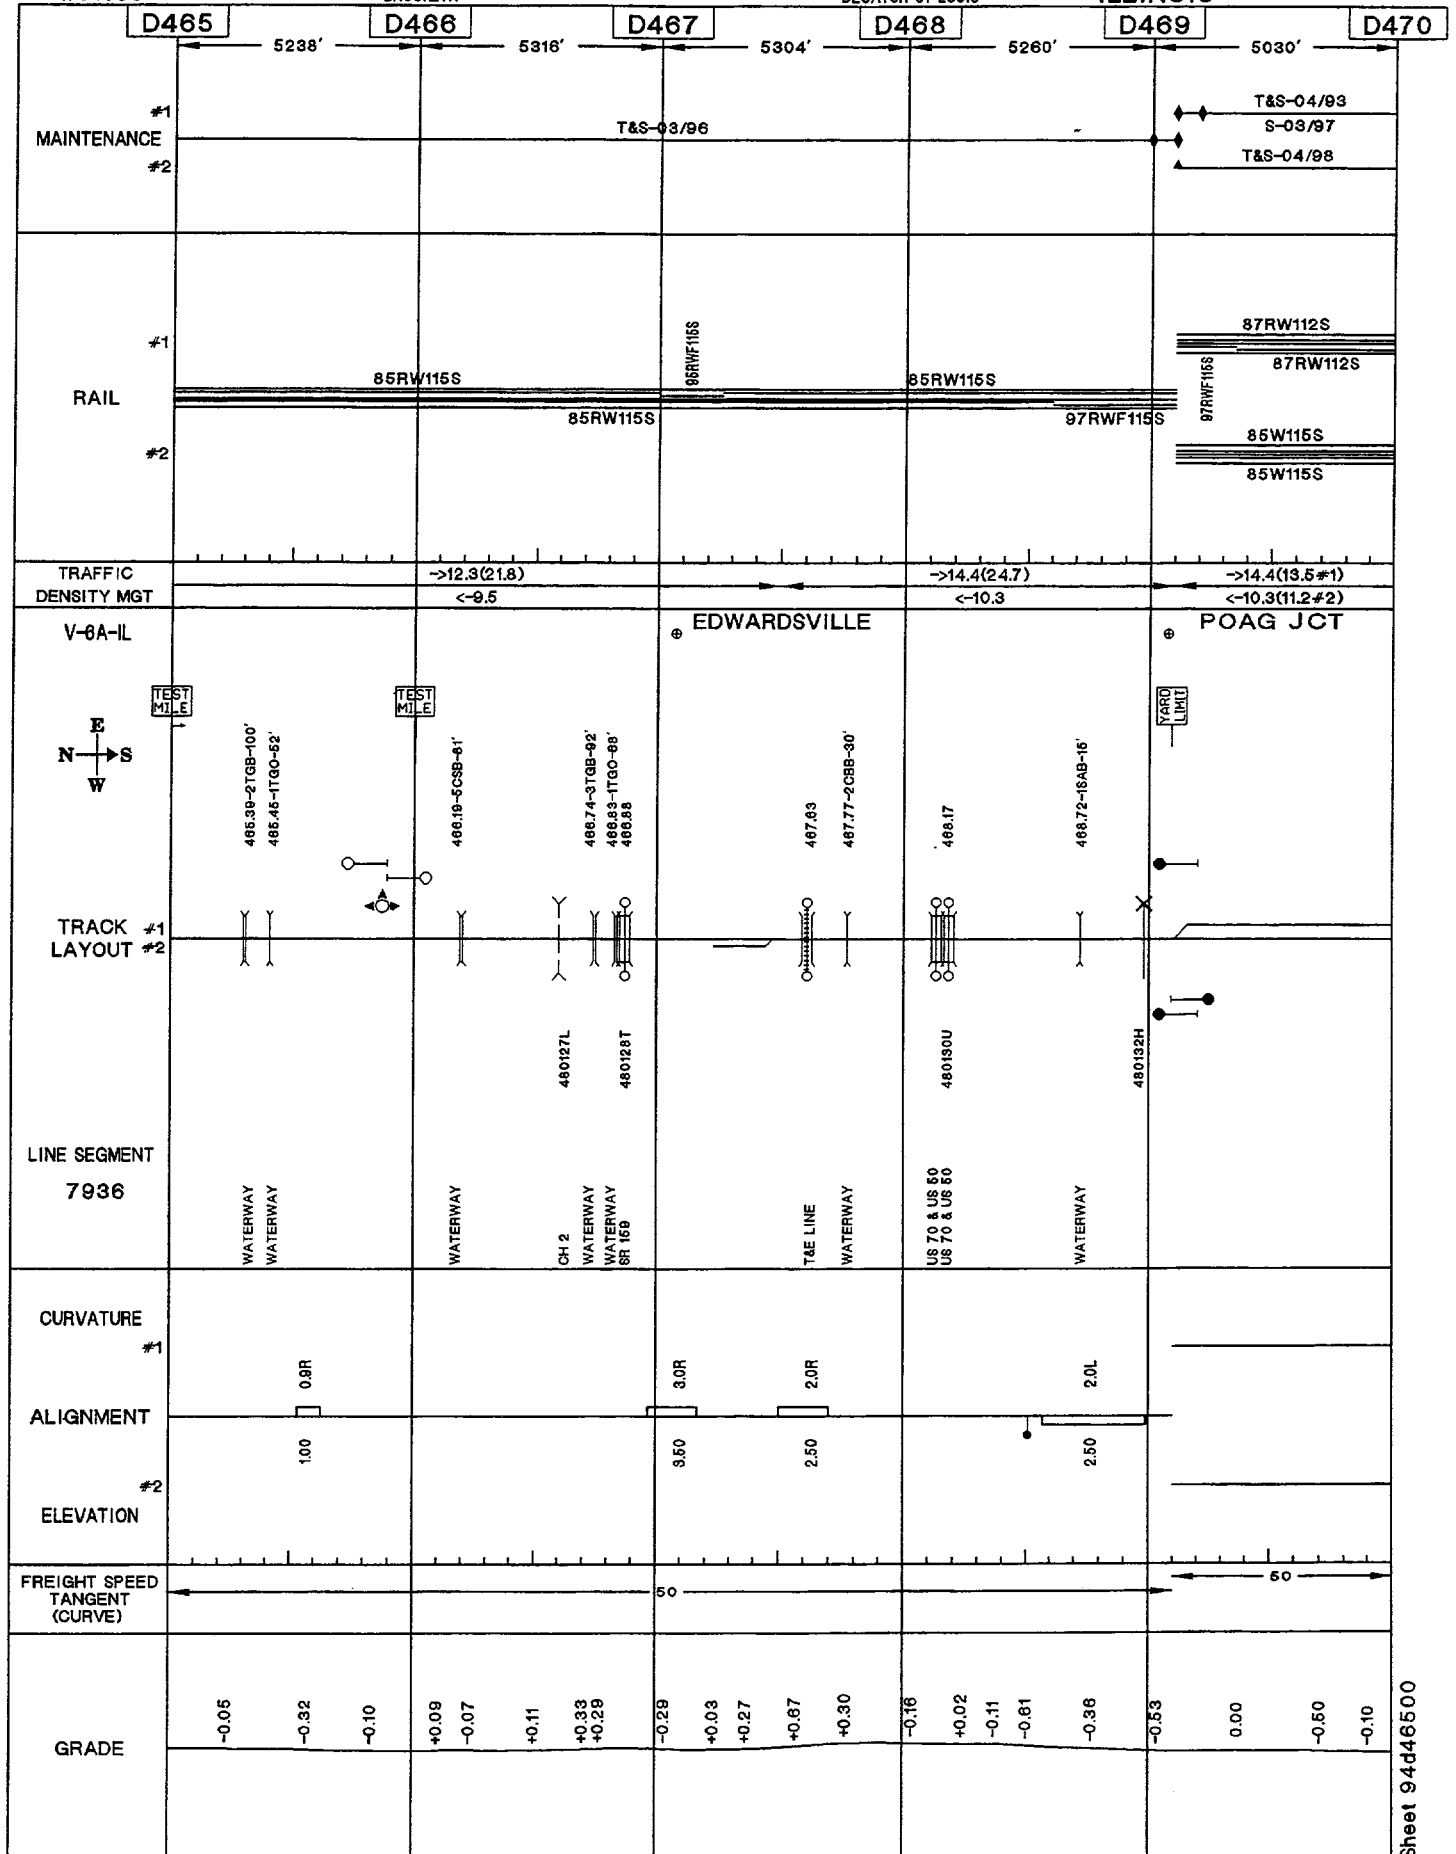 ILLINOIS
D465
D466
D467
D468
D469
D470
5238'
5316'
5304'
5260'
5030'
#1
MAINTENANCE
#2
T&S-03/96
T&S-04/93
S-03/97
T&S-04/98
#1
RAIL
#2
85RW115S
85RW115S
95RWF115S
85RW115S
97RWF115S
87RW112S
87RW112S
97RWF115S
85W115S
85W115S
TRAFFIC
DENSITY MGT
->12.3(21.8)
<-9.5
->14.4(24.7)
<-10.3
->14.4(13.5#1)
<-10.3(11.2#2)
V-6A-IL
EDWARDSVILLE
POAG JCT
TEST MILE
TEST MILE
YARD LIMIT
E
N S
W
465.39-2TGB-100'
465.45-1TGO-52'
466.19-5CSB-61'
466.74-3TGB-92'
466.83-1TGO-68'
466.88
467.63
467.77-2CBB-30'
468.17
468.72-1SAB-15'
TRACK #1
LAYOUT #2
480127L
480128T
480130U
480132H
LINE SEGMENT
7936
WATERWAY
WATERWAY
WATERWAY
CH 2
WATERWAY
WATERWAY
SR 159
T&E LINE
WATERWAY
US 70 & US 50
US 70 & US 50
WATERWAY
CURVATURE
#1
0.9R
3.0R
2.0R
2.0L
ALIGNMENT
1.00
3.50
2.50
2.50
#2
ELEVATION
FREIGHT SPEED
TANGENT
(CURVE)
50
50
GRADE
-0.05
-0.32
-0.10
+0.09
-0.07
+0.11
+0.33
+0.29
-0.29
+0.03
+0.27
+0.67
+0.30
-0.16
+0.02
-0.11
-0.61
-0.36
-0.53
0.00
-0.50
-0.10
Sheet 94d46500